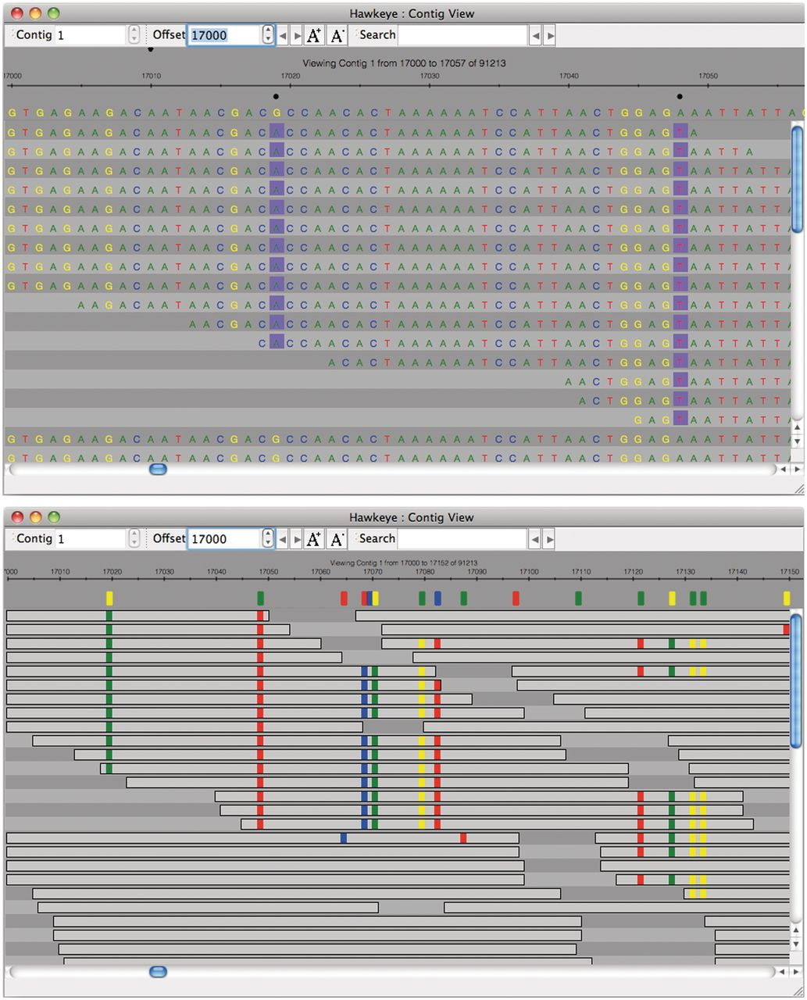 Hawkeye : Contig View
Contig 1 Offset 17000 A+ A- Search
Viewing Contig 1 from 17000 to 17057 of 91213
17000 17010 17020 17030 17040 17050
G T G A G A A G A C A A T A A C G A C G C C A A C A C T A A A A A A T C C A T T A A C T G G A G A A A T T A T T A G
G T G A G A A G A C A A T A A C G A C A C C A A C A C T A A A A A A T C C A T T A A C T G G A G T A
G T G A G A A G A C A A T A A C G A C A C C A A C A C T A A A A A A T C C A T T A A C T G G A G T A A T T A
G T G A G A A G A C A A T A A C G A C A C C A A C A C T A A A A A A T C C A T T A A C T G G A G T A A T T A T T A
G T G A G A A G A C A A T A A C G A C A C C A A C A C T A A A A A A T C C A T T A A C T G G A G T A A T T A T T A
G T G A G A A G A C A A T A A C G A C A C C A A C A C T A A A A A A T C C A T T A A C T G G A G T A A T T A T T A
G T G A G A A G A C A A T A A C G A C A C C A A C A C T A A A A A A T C C A T T A A C T G G A G T A A T T A T T A
G T G A G A A G A C A A T A A C G A C A C C A A C A C T A A A A A A T C C A T T A A C T G G A G T A A T T A T T A
G T G A G A A G A C A A T A A C G A C A C C A A C A C T A A A A A A T C C A T T A A C T G G A G T A A T T A T T A
G T G A G A A G A C A A T A A C G A C A C C A A C A C T A A A A A A T C C A T T A A C T G G A G T A A T T A T T A
A A G A C A A T A A C G A C A C C A A C A C T A A A A A A T C C A T T A A C T G G A G T A A T T A T T A
A A C G A C A C C A A C A C T A A A A A A T C C A T T A A C T G G A G T A A T T A T T A
C A C C A A C A C T A A A A A A T C C A T T A A C T G G A G T A A T T A T T A
A C A C T A A A A A A T C C A T T A A C T G G A G T A A T T A T T A
A A C T G G A G T A A T T A T T A
A C T G G A G T A A T T A T T A
G A G T A A T T A T T A
G T G A G A A G A C A A T A A C G A C G C C A A C A C T A A A A A A T C C A T T A A C T G G A G A A A T T A T T A
G T G A G A A G A C A A T A A C G A C G C C A A C A C T A A A A A A T C C A T T A A C T G G A G A A A T T A T T A
Hawkeye : Contig View
Contig 1 Offset 17000 A+ A- Search
Viewing Contig 1 from 17000 to 17152 of 91213
7000 17010 17020 17030 17040 17050 17060 17070 17080 17090 17100 17110 17120 17130 17140 17150